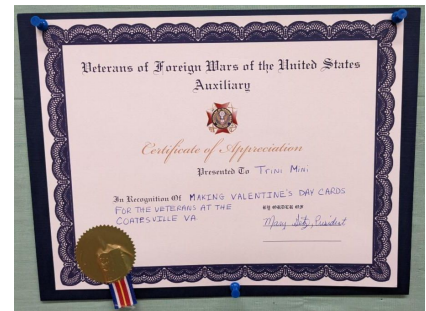 Veterans of Foreign Wars of the United States
Auxiliary
Certificate of Appreciation
Presented To TRINI MINI
In Recognition Of MAKING VALENTINE'S DAY CARDS
FOR THE VETERANS AT THE
COATESVILLE VA
BY ORDER OF
Mary, President